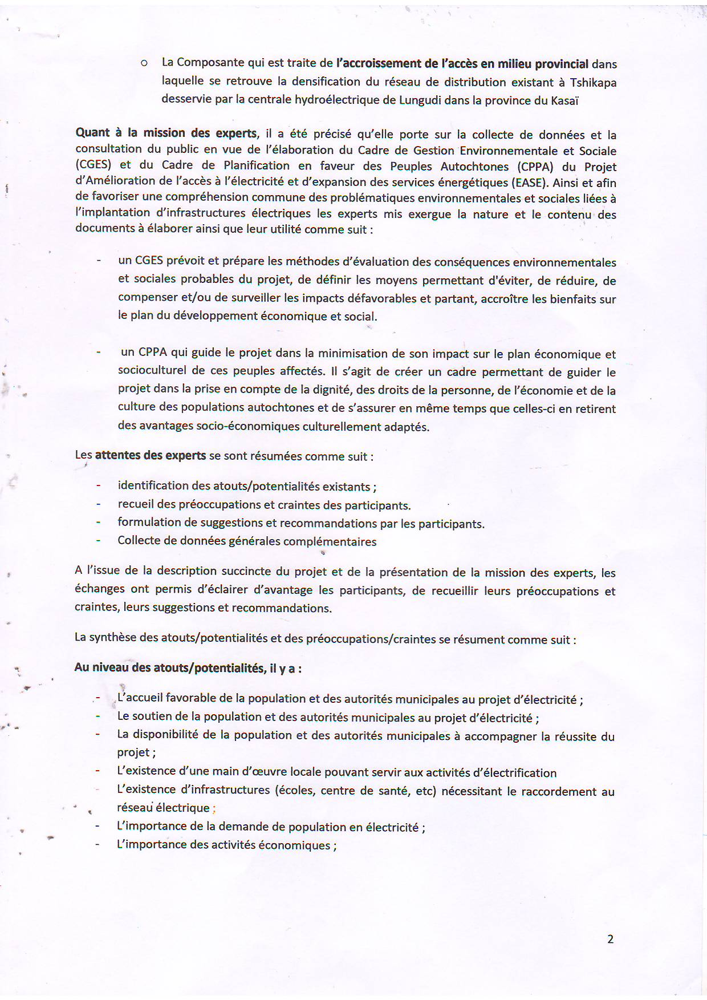 o La Composante qui est traite de l'accroissement de l'accès en milieu provincial dans
laquelle se retrouve la densification du réseau de distribution existant à Tshikapa
desservie par la centrale hydroélectrique de Lungudi dans la province du Kasaï
Quant à la mission des experts, il a été précisé qu'elle porte sur la collecte de données et la
consultation du public en vue de l'élaboration du Cadre de Gestion Environnementale et Sociale
(CGES) et du Cadre de Planification en faveur des Peuples Autochtones (CPPA) du Projet
d'Amélioration de l'accès à l'électricité et d'expansion des services énergétiques (EASE). Ainsi et afin
de favoriser une compréhension commune des problématiques environnementales et sociales liées à
l'implantation d'infrastructures électriques les experts mis exergue la nature et le contenu des
documents à élaborer ainsi que leur utilité comme suit :
- un CGES prévoit et prépare les méthodes d'évaluation des conséquences environnementales
et sociales probables du projet, de définir les moyens permettant d'éviter, de réduire, de
compenser et/ou de surveiller les impacts défavorables et partant, accroître les bienfaits sur
le plan du développement économique et social.
- un CPPA qui guide le projet dans la minimisation de son impact sur le plan économique et
socioculturel de ces peuples affectés. Il s'agit de créer un cadre permettant de guider le
projet dans la prise en compte de la dignité, des droits de la personne, de l'économie et de la
culture des populations autochtones et de s'assurer en même temps que celles-ci en retirent
des avantages socio-économiques culturellement adaptés.
Les attentes des experts se sont résumées comme suit :
- identification des atouts/potentialités existants ;
- recueil des préoccupations et craintes des participants.
- formulation de suggestions et recommandations par les participants.
- Collecte de données générales complémentaires
A l'issue de la description succincte du projet et de la présentation de la mission des experts, les
échanges ont permis d'éclairer d'avantage les participants, de recueillir leurs préoccupations et
craintes, leurs suggestions et recommandations.
La synthèse des atouts/potentialités et des préoccupations/craintes se résument comme suit :
Au niveau des atouts/potentialités, il y a :
- L'accueil favorable de la population et des autorités municipales au projet d'électricité ;
- Le soutien de la population et des autorités municipales au projet d'électricité ;
- La disponibilité de la population et des autorités municipales à accompagner la réussite du
projet ;
- L'existence d'une main d'œuvre locale pouvant servir aux activités d'électrification
- L'existence d'infrastructures (écoles, centre de santé, etc) nécessitant le raccordement au
réseau électrique ;
- L'importance de la demande de population en électricité ;
- L'importance des activités économiques ;
2